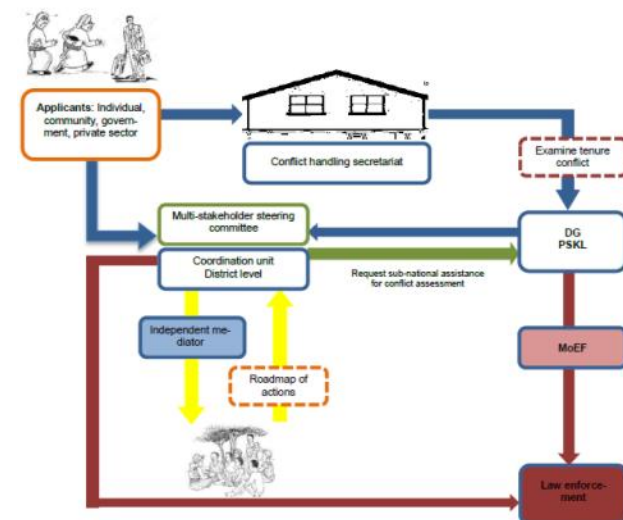 Applicants: Individual,
community, govern-
ment, private sector
Conflict handling secretariat
Examine tenure
conflict
Multi-stakeholder steering
committee
DG
PSKL
Coordination unit
District level
Request sub-national assistance
for conflict assessment
Independent me-
diator
MoEF
Roadmap of
actions
Law enforce-
ment